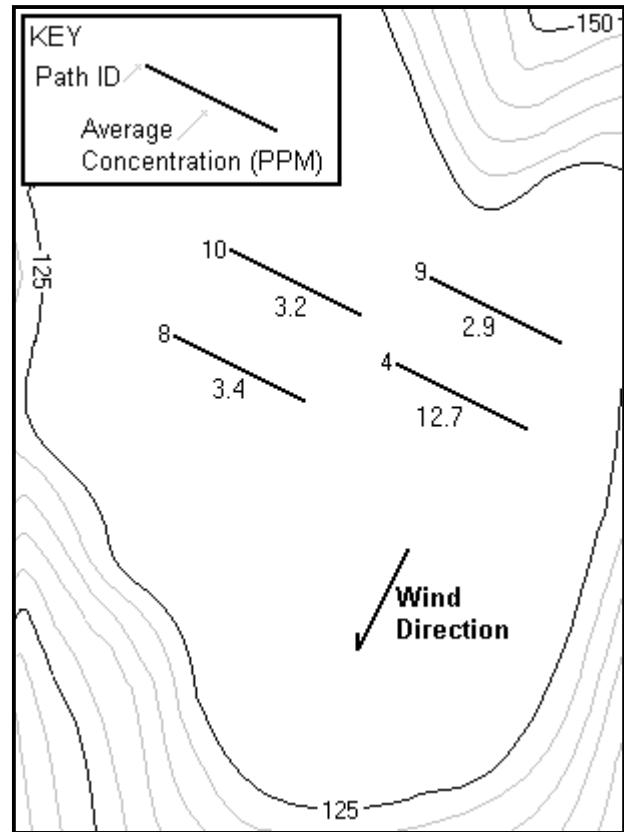 KEY
Path ID
Average
Concentration (PPM)
150
125
10
3.2
9
2.9
8
3.4
4
12.7
Wind
Direction
125